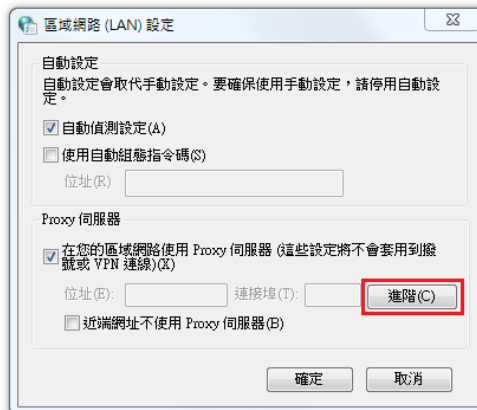 區域網路 (LAN) 設定
自動設定
自動設定會取代手動設定。要確保使用手動設定，請停用自動設
定。
自動偵測設定(A)
使用自動組態指令碼(S)
位址(R)
Proxy 伺服器
在您的區域網路使用 Proxy 伺服器 (這些設定將不會套用到撥
號或 VPN 連線)(X)
位址(E): 連接埠(T): 進階(C)
近端網址不使用 Proxy 伺服器(B)
確定 取消